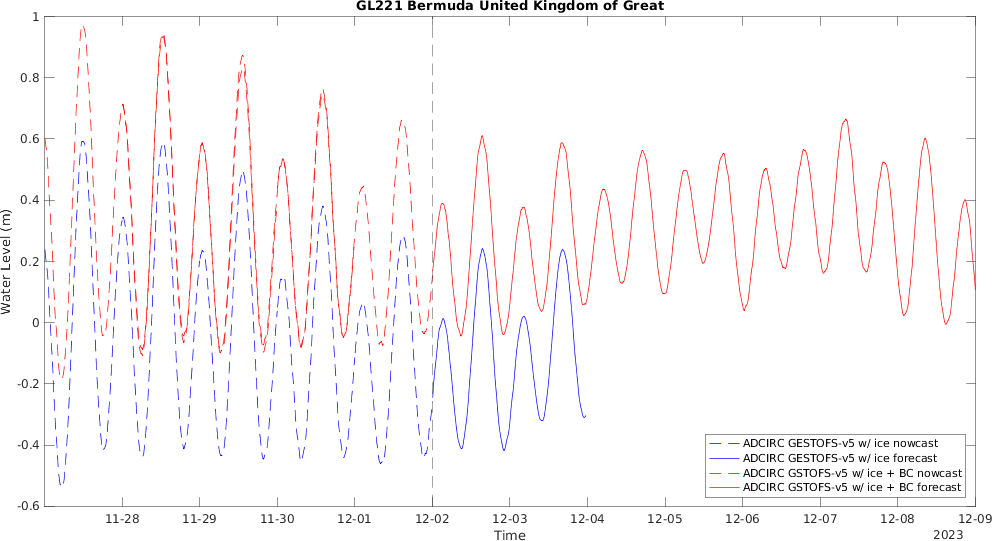 GL221 Bermuda United Kingdom of Great
1
0.8
0.6
0.4
0.2
0
-0.2
-0.4
-0.6
Water Level (m)
ADCIRC GESTOFS-v5 w/ ice nowcast
ADCIRC GESTOFS-v5 w/ ice forecast
ADCIRC GSTOFS-v5 w/ ice + BC nowcast
ADCIRC GSTOFS-v5 w/ ice + BC forecast
11-28 11-29 11-30 12-01 12-02 12-03 12-04 12-05 12-06 12-07 12-08 12-09
Time
2023